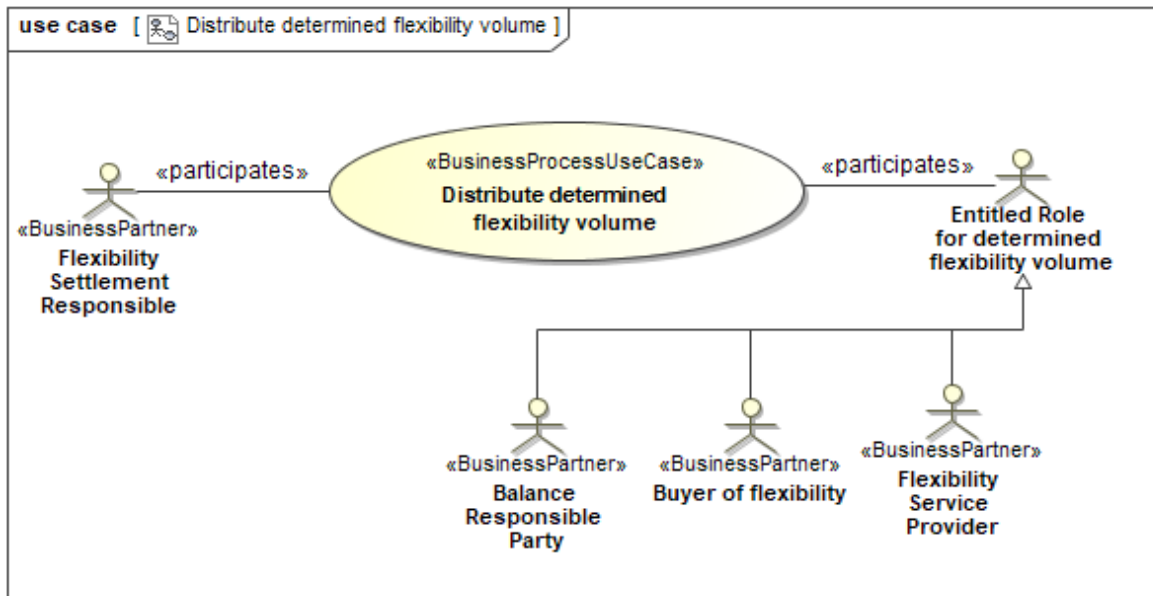 use case [ Distribute determined flexibility volume ]
«participates»
«BusinessProcessUseCase»
Distribute determined
flexibility volume
«participates»
«BusinessPartner»
Flexibility
Settlement
Responsible
Entitled Role
for determined
flexibility volume
«BusinessPartner»
Balance
Responsible
Party
«BusinessPartner»
Buyer of flexibility
«BusinessPartner»
Flexibility
Service
Provider